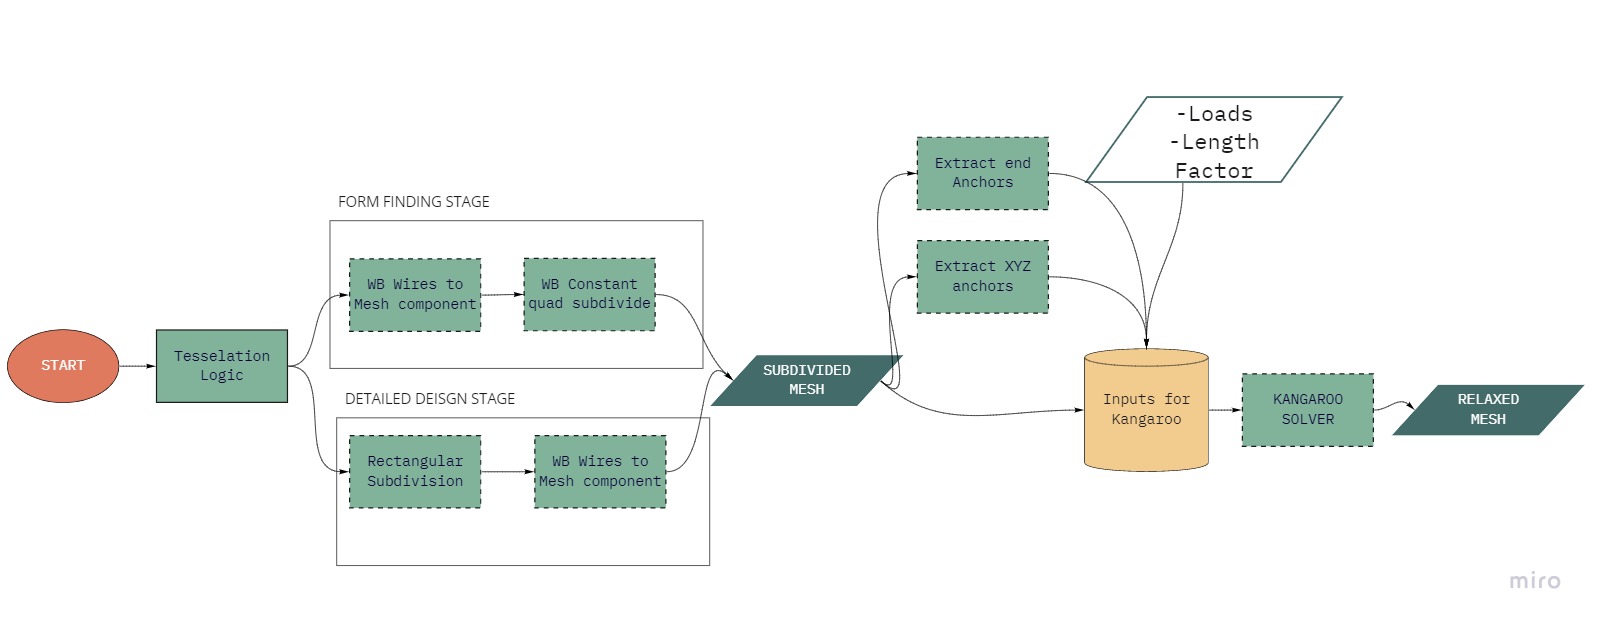 START
Tesselation
Logic
FORM FINDING STAGE
WB Wires to
Mesh component
WB Constant
quad subdivide
DETAILED DEISGN STAGE
Rectangular
Subdivision
WB Wires to
Mesh component
SUBDIVIDED
MESH
Extract end
Anchors
Extract XYZ
anchors
-Loads
-Length
Factor
Inputs for
Kangaroo
KANGAROO
SOLVER
RELAXED
MESH
miro